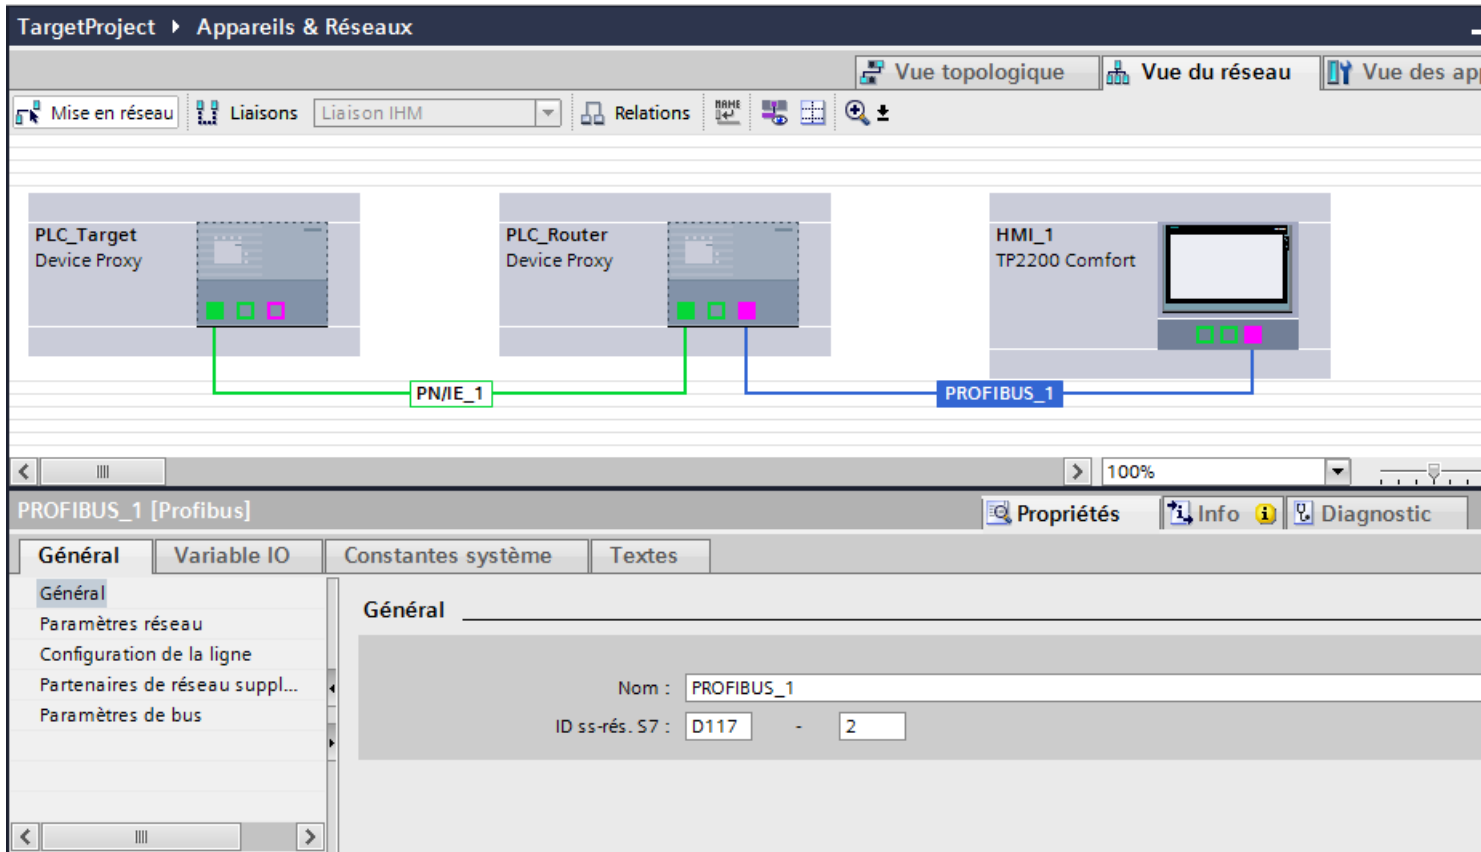 TargetProject ▸ Appareils & Réseaux
Vue topologique Vue du réseau Vue des app
Mise en réseau Liaisons Liaison IHM Relations NAME
PLC_Target
Device Proxy
PLC_Router
Device Proxy
HMI_1
TP2200 Comfort
PN/IE_1
PROFIBUS_1
100%
PROFIBUS_1 [Profibus]
Propriétés Info Diagnostic
Général Variable IO Constantes système Textes
Général
Paramètres réseau
Configuration de la ligne
Partenaires de réseau suppl...
Paramètres de bus
Général
Nom : PROFIBUS_1
ID ss-rés. S7 : D117 - 2